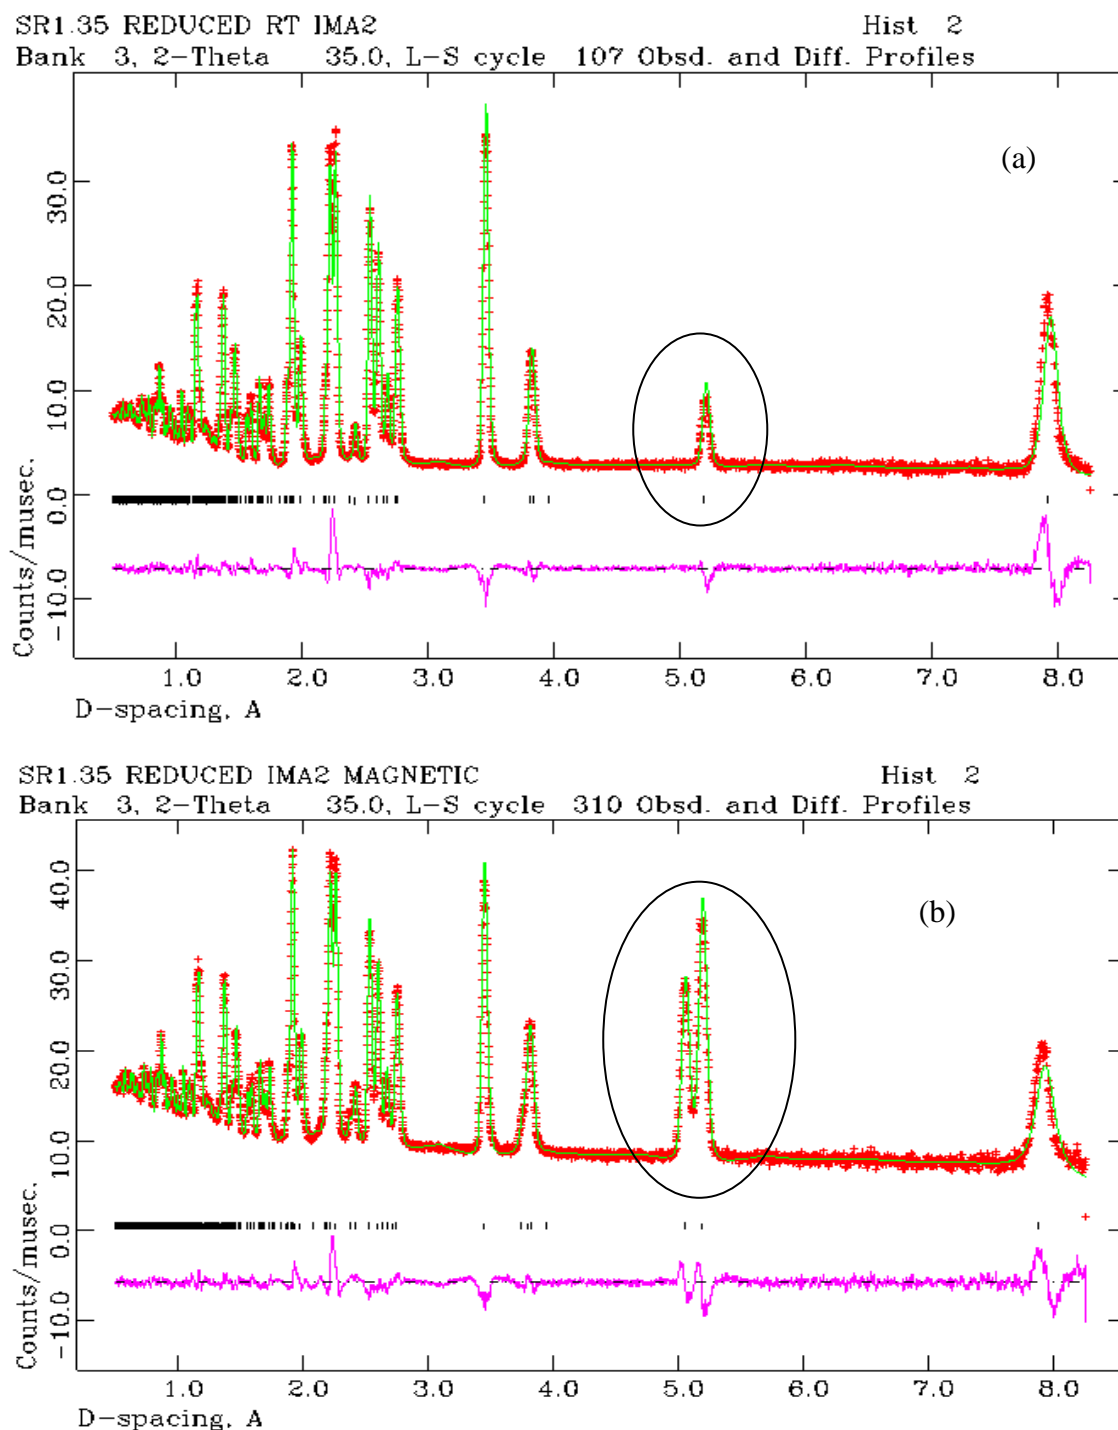 SR1.35 REDUCED RT IMA2 Hist 2
Bank 3, 2-Theta 35.0, L-S cycle 107 Obsd. and Diff. Profiles
(a)
Counts/musec.
-10.0 0.0 10.0 20.0 30.0
1.0 2.0 3.0 4.0 5.0 6.0 7.0 8.0
D-spacing, A
SR1.35 REDUCED IMA2 MAGNETIC Hist 2
Bank 3, 2-Theta 35.0, L-S cycle 310 Obsd. and Diff. Profiles
(b)
Counts/musec.
-10.0 0.0 10.0 20.0 30.0 40.0
1.0 2.0 3.0 4.0 5.0 6.0 7.0 8.0
D-spacing, A